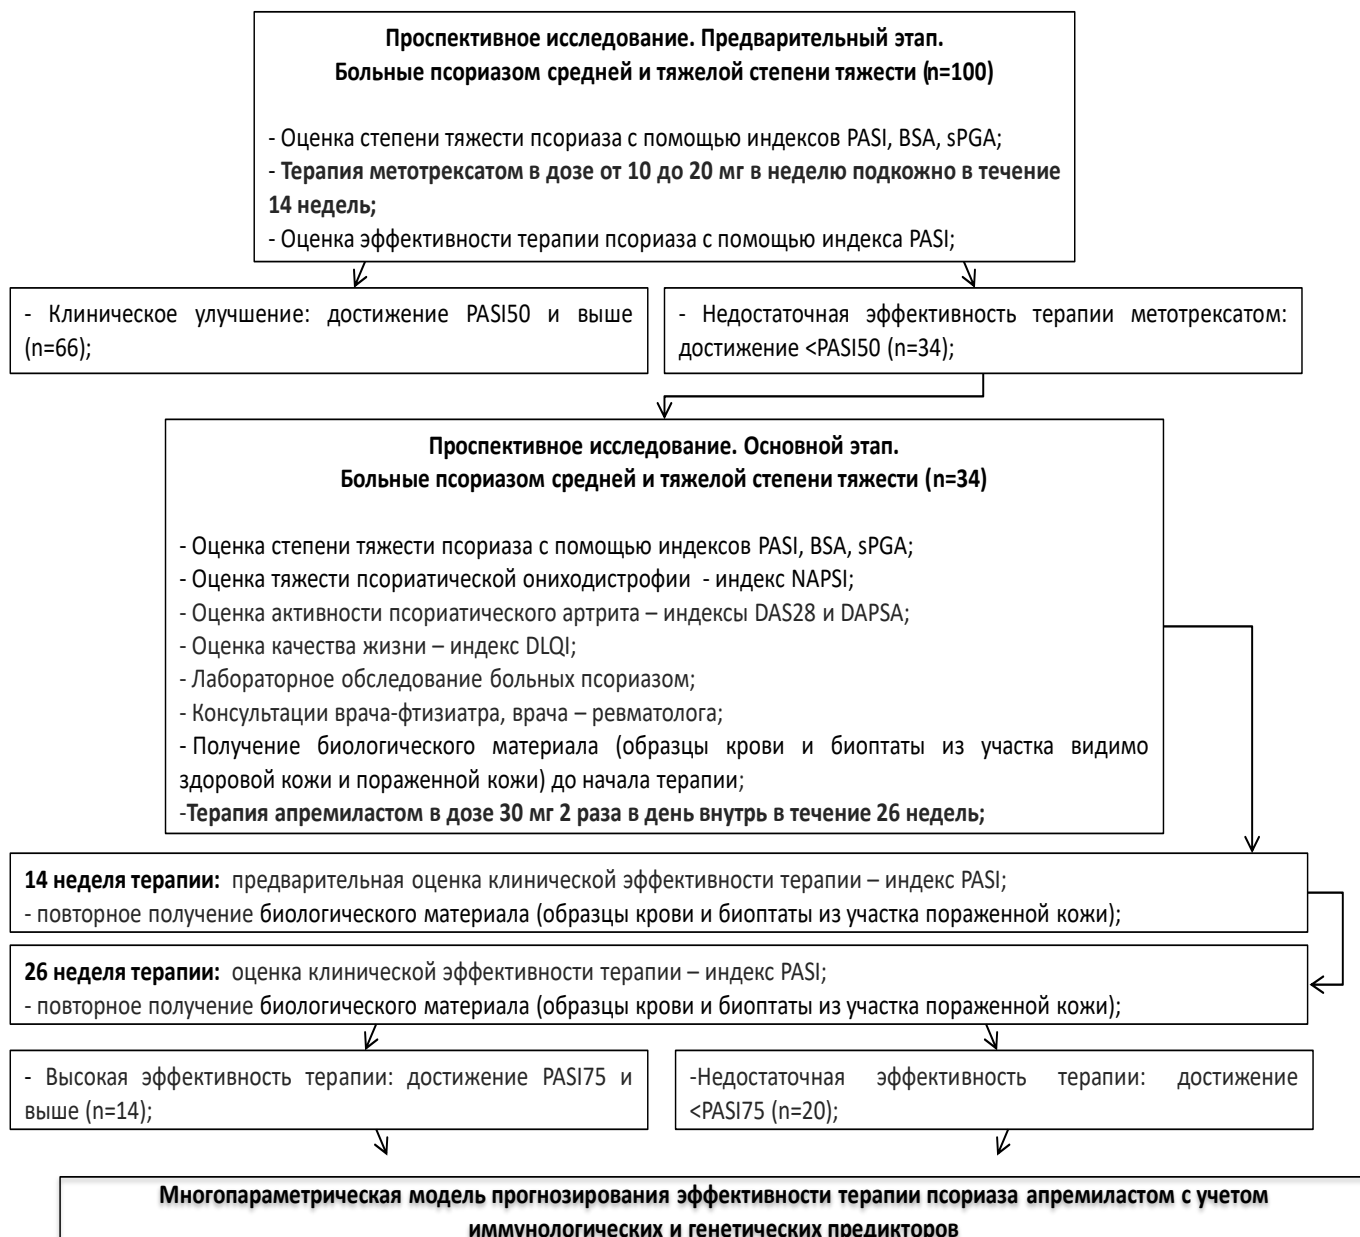 Проспективное исследование. Предварительный этап.
Больные псориазом средней и тяжелой степени тяжести (n=100)
- Оценка степени тяжести псориаза с помощью индексов PASI, BSA, sPGA;
- Терапия метотрексатом в дозе от 10 до 20 мг в неделю подкожно в течение
14 недель;
- Оценка эффективности терапии псориаза с помощью индекса PASI;
- Клиническое улучшение: достижение PASI50 и выше
(n=66);
- Недостаточная эффективность терапии метотрексатом:
достижение <PASI50 (n=34);
Проспективное исследование. Основной этап.
Больные псориазом средней и тяжелой степени тяжести (n=34)
- Оценка степени тяжести псориаза с помощью индексов PASI, BSA, sPGA;
- Оценка тяжести псориатической ониходистрофии - индекс NAPSI;
- Оценка активности псориатического артрита – индексы DAS28 и DAPSA;
- Оценка качества жизни – индекс DLQI;
- Лабораторное обследование больных псориазом;
- Консультации врача-фтизиатра, врача – ревматолога;
- Получение биологического материала (образцы крови и биоптаты из участка видимо
здоровой кожи и пораженной кожи) до начала терапии;
-Терапия апремиластом в дозе 30 мг 2 раза в день внутрь в течение 26 недель;
14 неделя терапии: предварительная оценка клинической эффективности терапии – индекс PASI;
- повторное получение биологического материала (образцы крови и биоптаты из участка пораженной кожи);
26 неделя терапии: оценка клинической эффективности терапии – индекс PASI;
- повторное получение биологического материала (образцы крови и биоптаты из участка пораженной кожи);
- Высокая эффективность терапии: достижение PASI75 и
выше (n=14);
-Недостаточная эффективность терапии: достижение
<PASI75 (n=20);
Многопараметрическая модель прогнозирования эффективности терапии псориаза апремиластом с учетом
иммунологических и генетических предикторов